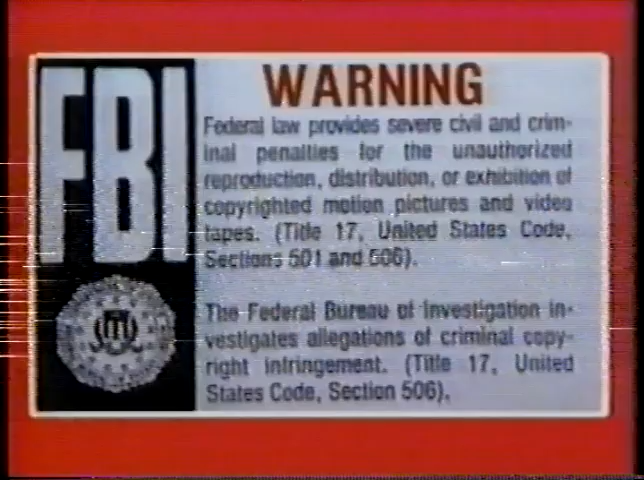 FBI
WARNING
Federal law provides severe civil and crim-
inal penalties for the unauthorized
reproduction, distribution, or exhibition of
copyrighted motion pictures and video
tapes. (Title 17, United States Code,
Sections 501 and 506).
The Federal Bureau of Investigation in-
vestigates allegations of criminal copy-
right infringement. (Title 17, United
States Code, Section 506).